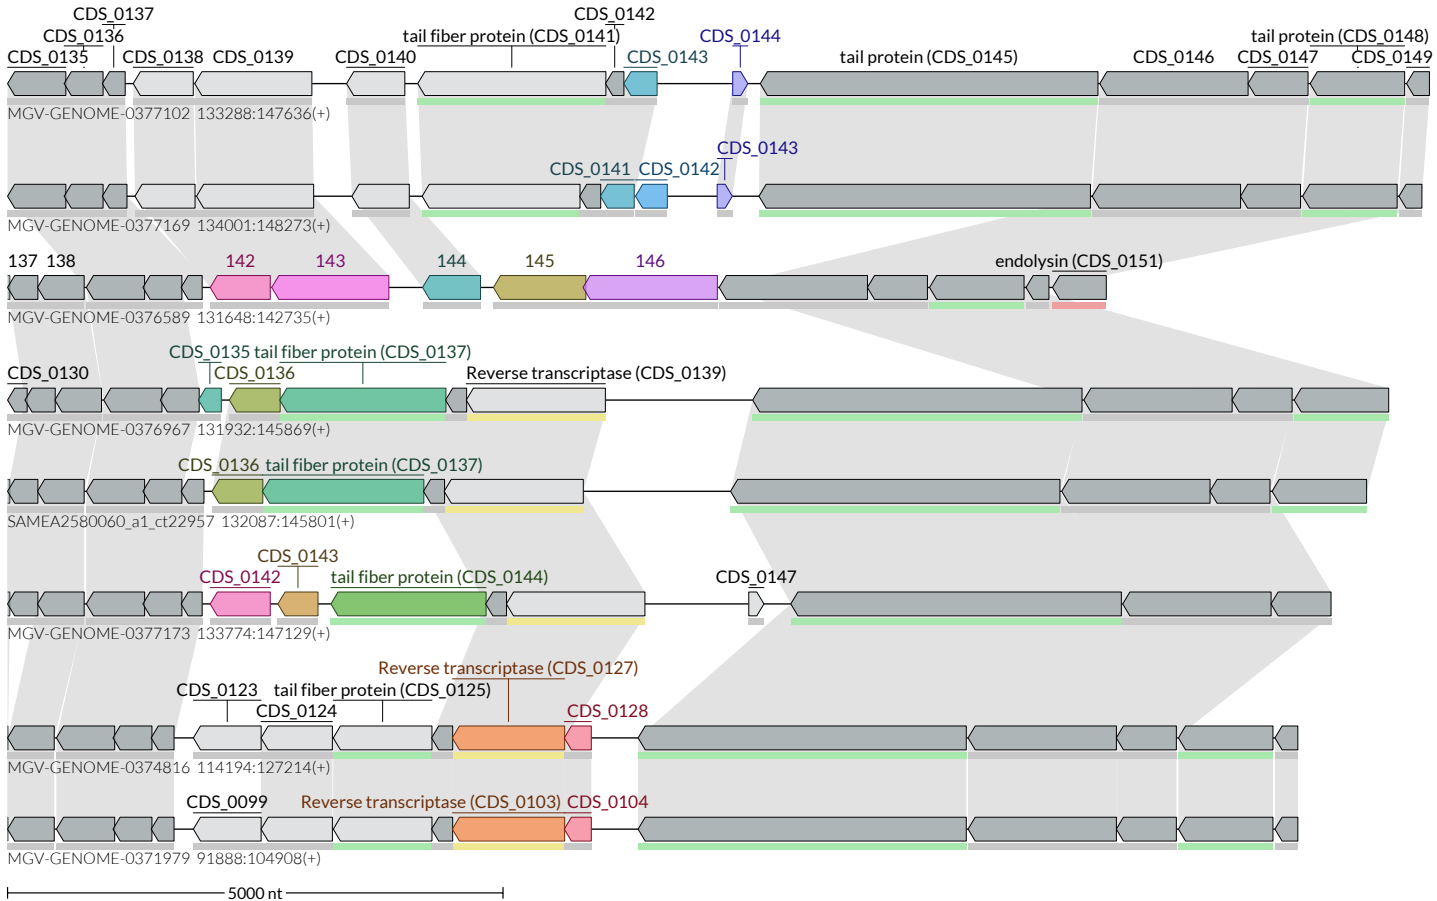 CDS_0137
CDS_0142
CDS_0136
tail fiber protein (CDS_0141)
CDS_0144
tail protein (CDS_0148)
CDS_0135
CDS_0138
CDS_0139
CDS_0140
CDS_0143
tail protein (CDS_0145)
CDS_0146
CDS_0147
CDS_0149
MGV-GENOME-0377102 133288:147636(+)
CDS_0143
CDS_0141
CDS_0142
MGV-GENOME-0377169 134001:148273(+)
137
138
142
143
144
145
146
endolysin (CDS_0151)
MGV-GENOME-0376589 131648:142735(+)
CDS_0135
tail fiber protein (CDS_0137)
CDS_0130
CDS_0136
Reverse transcriptase (CDS_0139)
MGV-GENOME-0376967 131932:145869(+)
CDS_0136
tail fiber protein (CDS_0137)
SAMEA2580060_a1_ct22957 132087:145801(+)
CDS_0143
CDS_0142
tail fiber protein (CDS_0144)
CDS_0147
MGV-GENOME-0377173 133774:147129(+)
Reverse transcriptase (CDS_0127)
CDS_0123
tail fiber protein (CDS_0125)
CDS_0124
CDS_0128
MGV-GENOME-0374816 114194:127214(+)
CDS_0099
Reverse transcriptase (CDS_0103)
CDS_0104
MGV-GENOME-0371979 91888:104908(+)
5000 nt